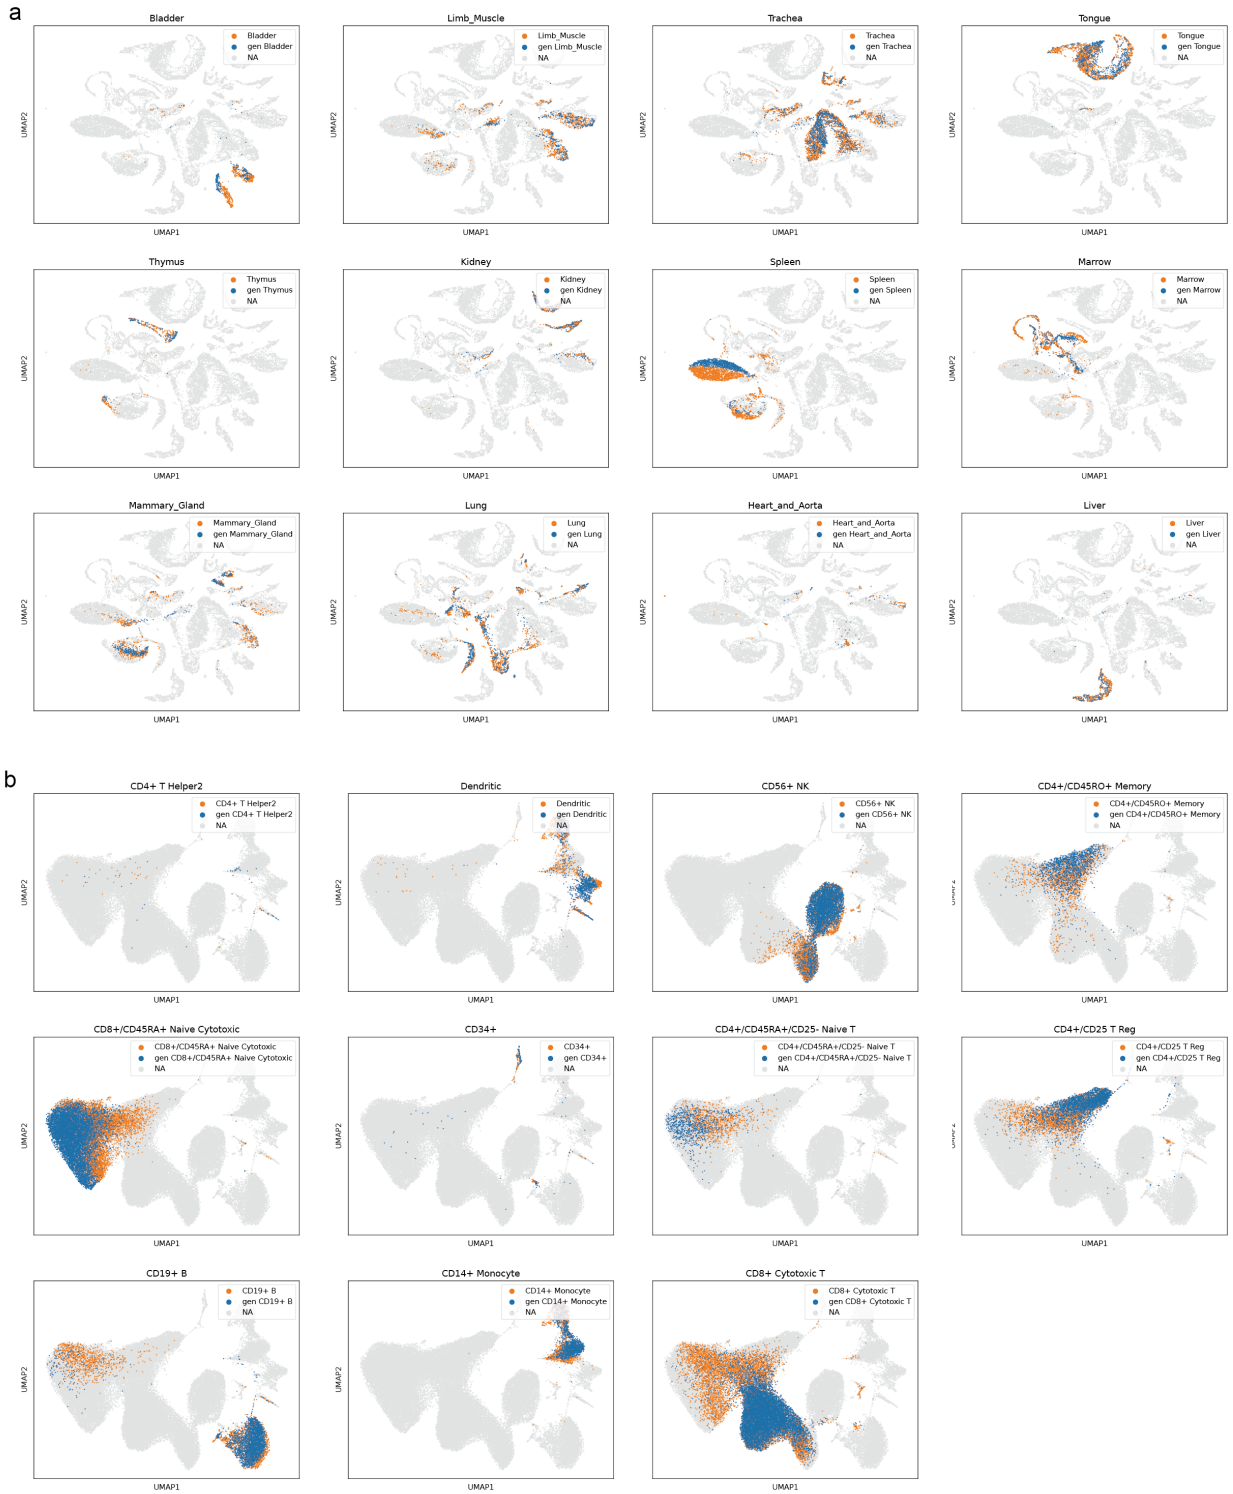 a
Bladder
Bladder
gen Bladder
NA
UMAP2
UMAP1
Limb_Muscle
Limb_Muscle
gen Limb_Muscle
NA
UMAP2
UMAP1
Trachea
Trachea
gen Trachea
NA
UMAP2
UMAP1
Tongue
Tongue
gen Tongue
NA
UMAP2
UMAP1
Thymus
Thymus
gen Thymus
NA
UMAP2
UMAP1
Kidney
Kidney
gen Kidney
NA
UMAP2
UMAP1
Spleen
Spleen
gen Spleen
NA
UMAP2
UMAP1
Marrow
Marrow
gen Marrow
NA
UMAP2
UMAP1
Mammary_Gland
Mammary_Gland
gen Mammary_Gland
NA
UMAP2
UMAP1
Lung
Lung
gen Lung
NA
UMAP2
UMAP1
Heart_and_Aorta
Heart_and_Aorta
gen Heart_and_Aorta
NA
UMAP2
UMAP1
Liver
Liver
gen Liver
NA
UMAP2
UMAP1
b
CD4+ T Helper2
CD4+ T Helper2
gen CD4+ T Helper2
NA
UMAP2
UMAP1
Dendritic
Dendritic
gen Dendritic
NA
UMAP2
UMAP1
CD56+ NK
CD56+ NK
gen CD56+ NK
NA
UMAP2
UMAP1
CD4+/CD45RO+ Memory
CD4+/CD45RO+ Memory
gen CD4+/CD45RO+ Memory
NA
UMAP1
CD8+/CD45RA+ Naive Cytotoxic
CD8+/CD45RA+ Naive Cytotoxic
gen CD8+/CD45RA+ Naive Cytotoxic
NA
UMAP2
UMAP1
CD34+
CD34+
gen CD34+
NA
UMAP2
UMAP1
CD4+/CD45RA+/CD25- Naive T
CD4+/CD45RA+/CD25- Naive T
gen CD4+/CD45RA+/CD25- Naive T
NA
UMAP2
UMAP1
CD4+/CD25 T Reg
CD4+/CD25 T Reg
gen CD4+/CD25 T Reg
NA
UMAP1
CD19+ B
CD19+ B
gen CD19+ B
NA
UMAP2
UMAP1
CD14+ Monocyte
CD14+ Monocyte
gen CD14+ Monocyte
NA
UMAP2
UMAP1
CD8+ Cytotoxic T
CD8+ Cytotoxic T
gen CD8+ Cytotoxic T
NA
UMAP2
UMAP1